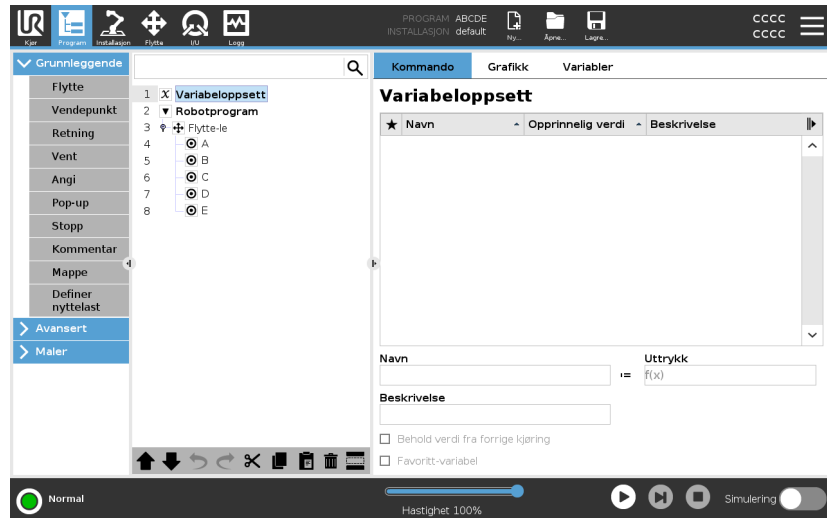 UR
Kjør
Program
Installasjon
Flytte
I/U
Logg
PROGRAM ABCDE
INSTALLASJON default
Ny...
Åpne...
Lagre...
cccc
cccc
Grunnleggende
Flytte
Vendepunkt
Retning
Vent
Angi
Pop-up
Stopp
Kommentar
Mappe
Definer
nyttelast
Avansert
Maler
1 X Variabeloppsett
2 Robotprogram
3 Flytte-le
4 A
5 B
6 C
7 D
8 E
Kommando Grafikk Variabler
Variabeloppsett
Navn Opprinnelig verdi Beskrivelse
Navn Uttrykk
:= f(x)
Beskrivelse
Behold verdi fra forrige kjøring
Favoritt-variabel
Normal
Hastighet 100%
Simulering